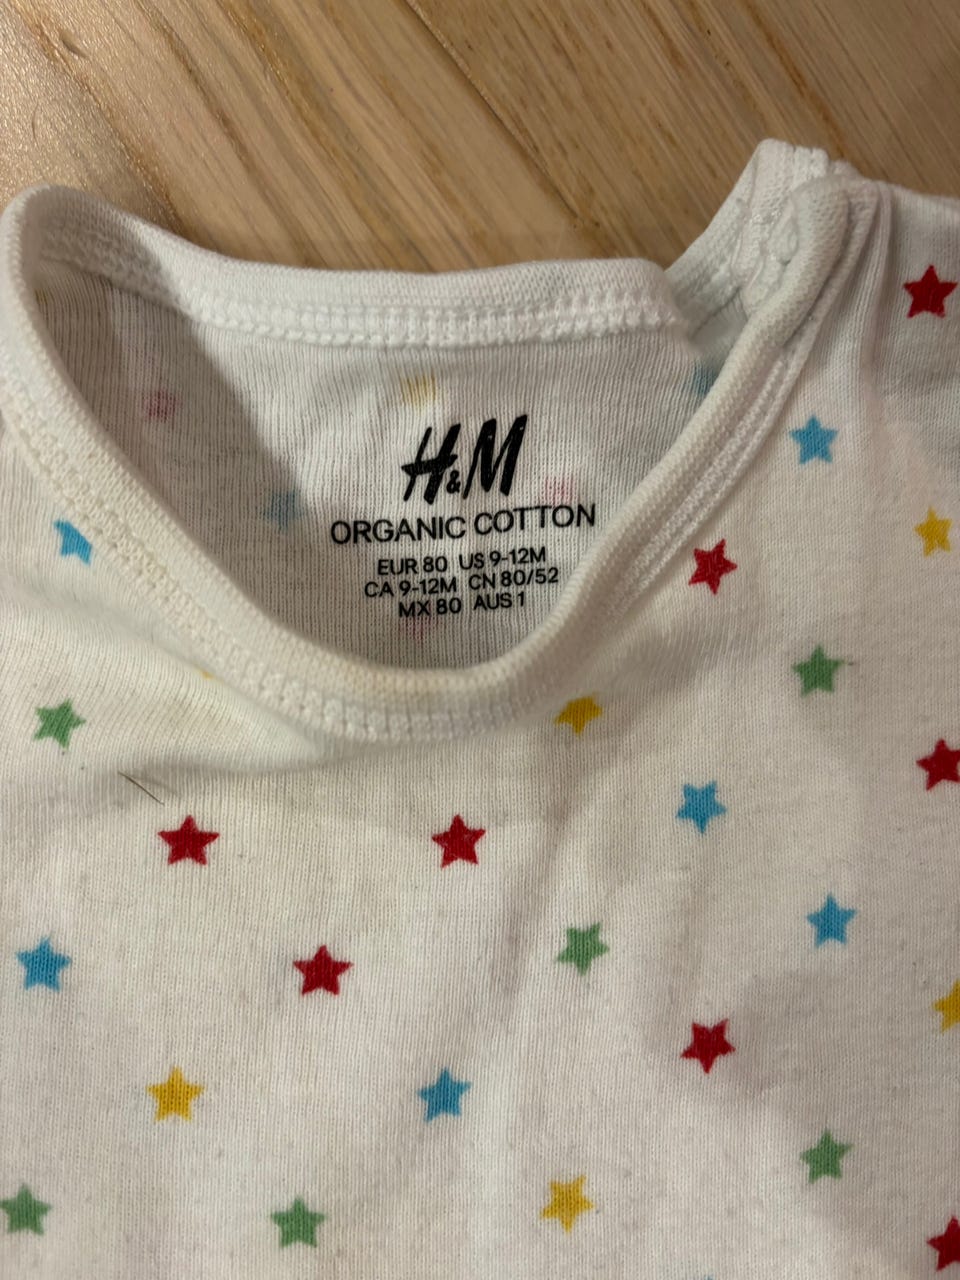 H&M
ORGANIC COTTON
EUR 80 US 9-12M
CA 9-12M CN 80/52
MX 80 AUS 1